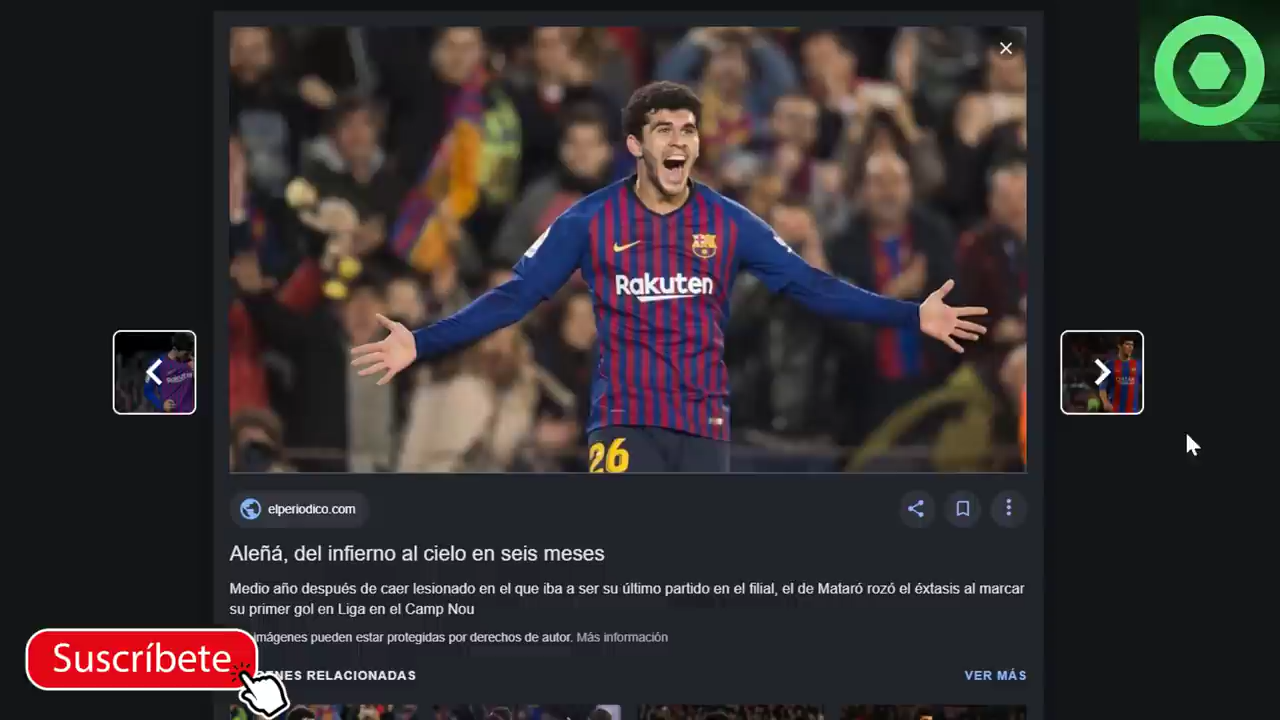 Rakuten
26
elperiodico.com
Aleñá, del infierno al cielo en seis meses
Medio año después de caer lesionado en el que iba a ser su último partido en el filial, el de Mataró rozó el éxtasis al marcar
su primer gol en Liga en el Camp Nou
imágenes pueden estar protegidas por derechos de autor. Más información
Suscríbete
ENES RELACIONADAS
VER MÁS